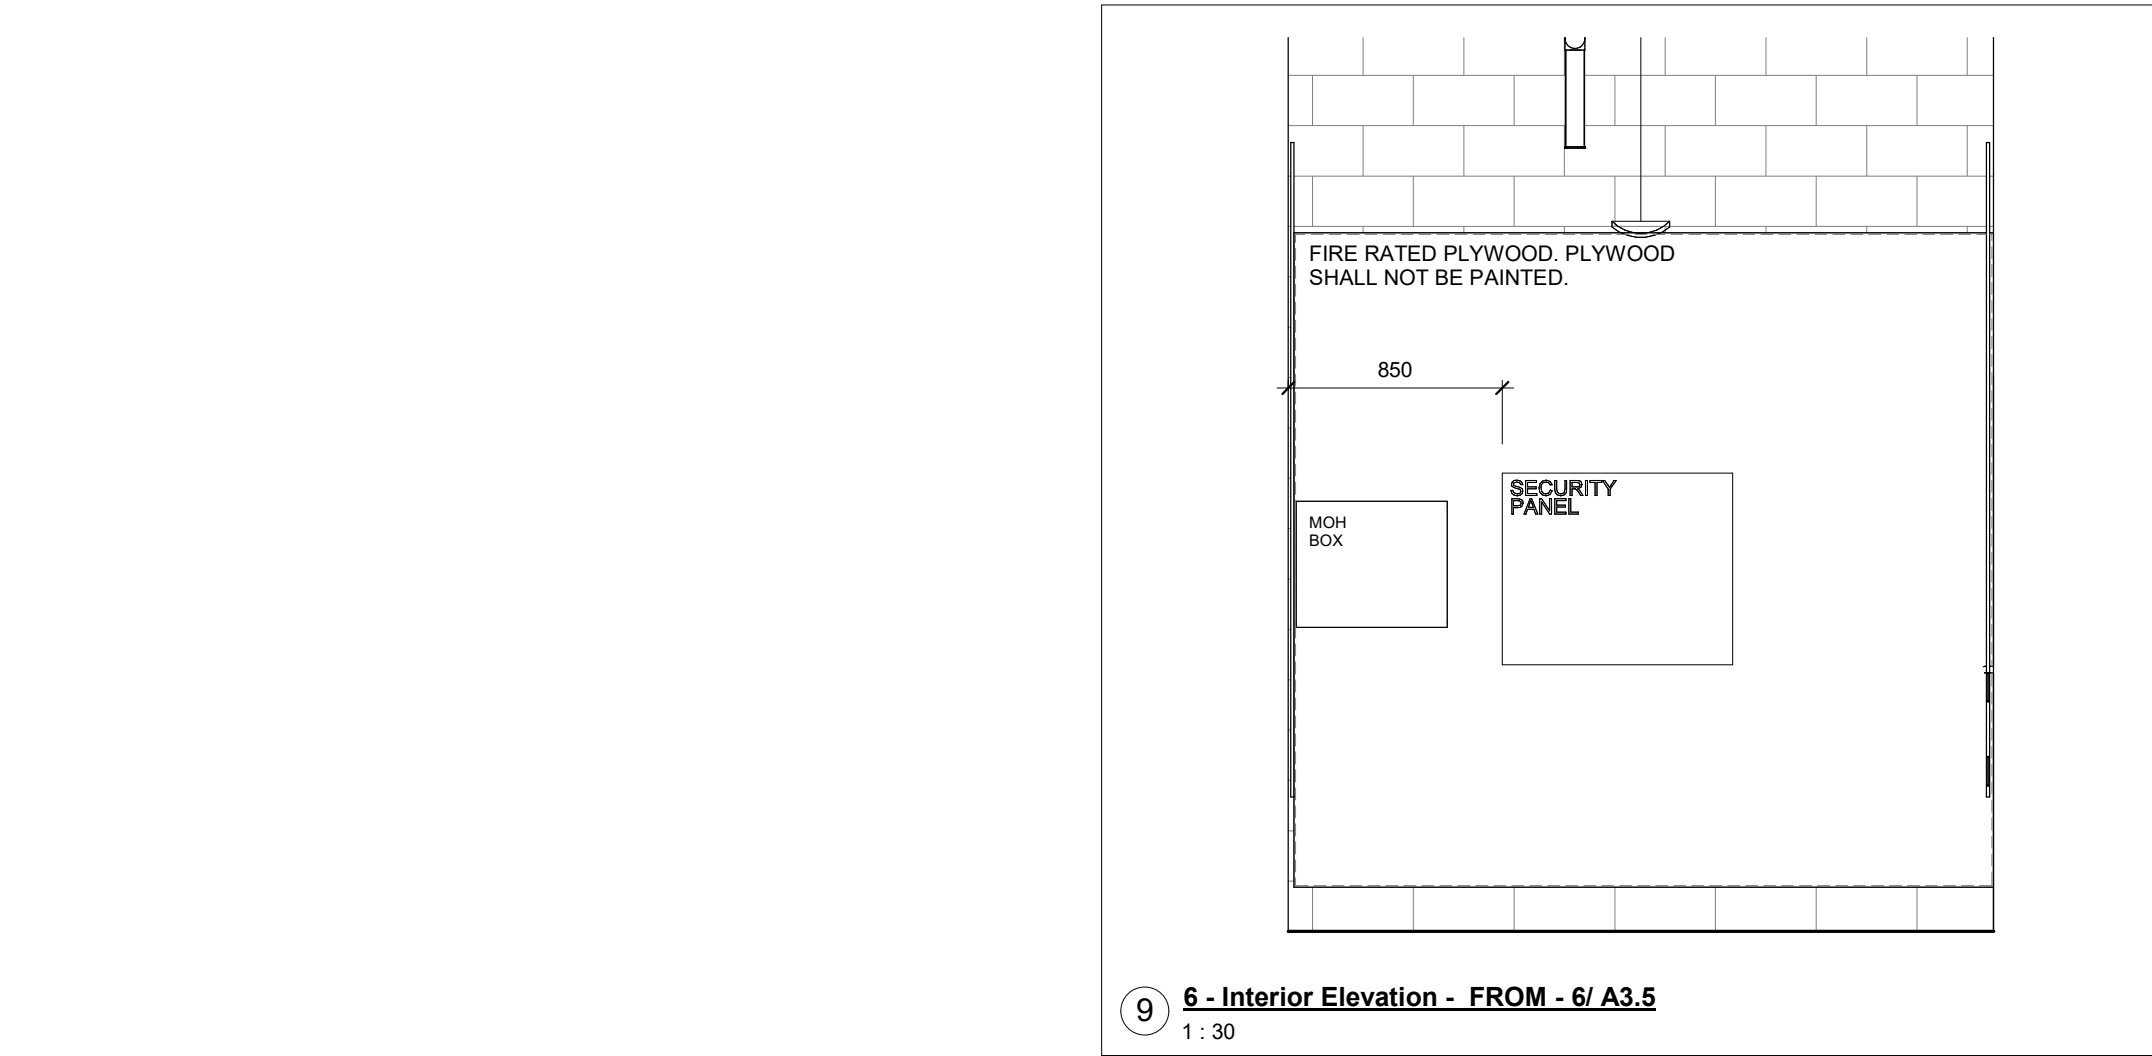 FIRE RATED PLYWOOD. PLYWOOD
SHALL NOT BE PAINTED.
850
SECURITY
PANEL
MOH
BOX
9
6 - Interior Elevation - FROM - 6/ A3.5
1 : 30